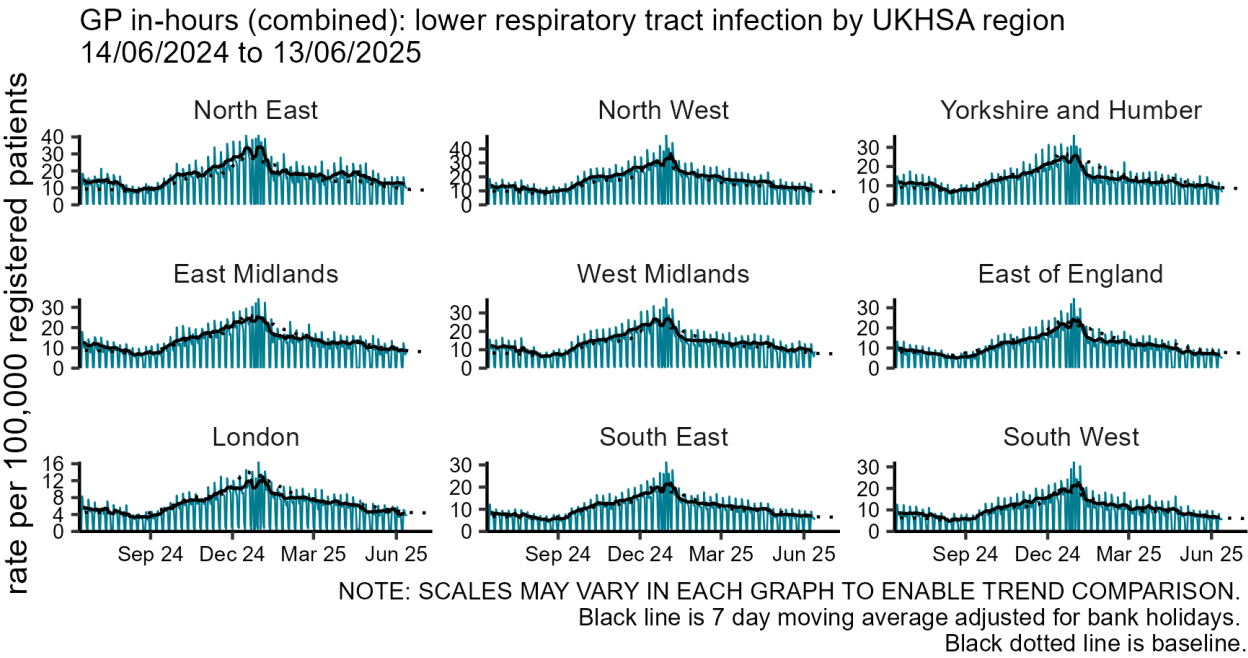 GP in-hours (combined): lower respiratory tract infection by UKHSA region
14/06/2024 to 13/06/2025
rate per 100,000 registered patients
North East
40
30
20
10
0
North West
40
30
20
10
0
Yorkshire and Humber
30
20
10
0
East Midlands
30
20
10
0
West Midlands
30
20
10
0
East of England
30
20
10
0
London
16
12
8
4
0
South East
30
20
10
0
South West
30
20
10
0
Sep 24 Dec 24 Mar 25 Jun 25
Sep 24 Dec 24 Mar 25 Jun 25
Sep 24 Dec 24 Mar 25 Jun 25
NOTE: SCALES MAY VARY IN EACH GRAPH TO ENABLE TREND COMPARISON.
Black line is 7 day moving average adjusted for bank holidays.
Black dotted line is baseline.